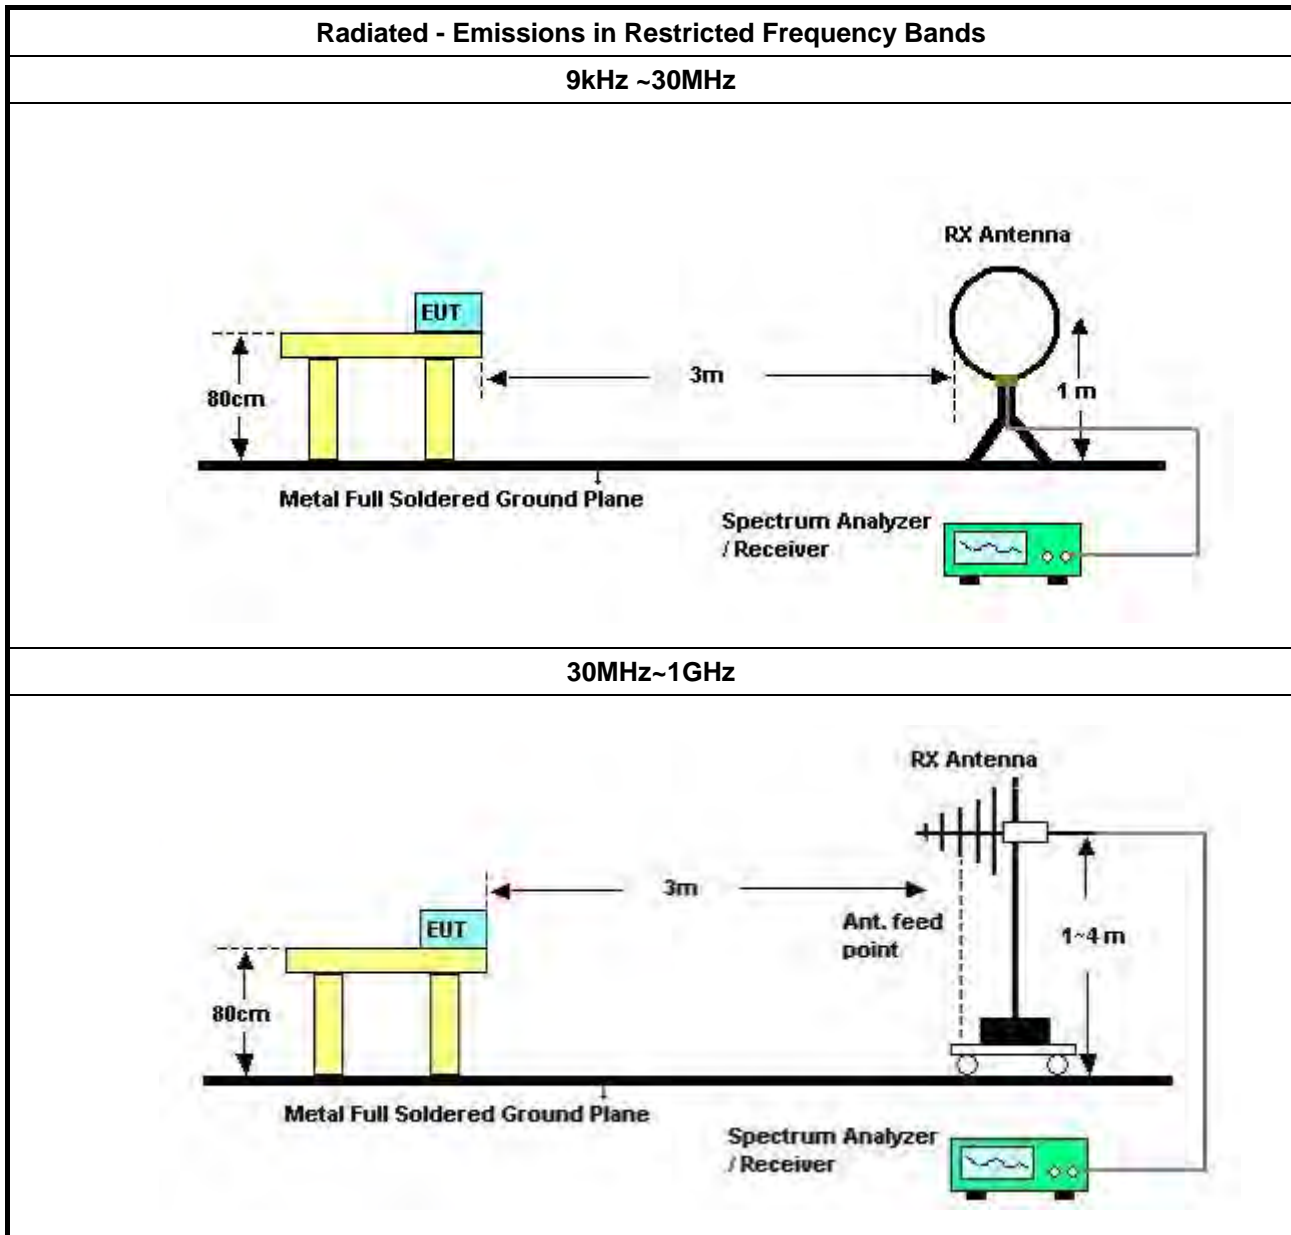 Radiated - Emissions in Restricted Frequency Bands
9kHz ~30MHz
RX Antenna
EUT
3m
80cm
1 m
Metal Full Soldered Ground Plane
Spectrum Analyzer
/ Receiver
30MHz~1GHz
RX Antenna
3m
EUT
Ant. feed
point
1~4 m
80cm
Metal Full Soldered Ground Plane
Spectrum Analyzer
/ Receiver